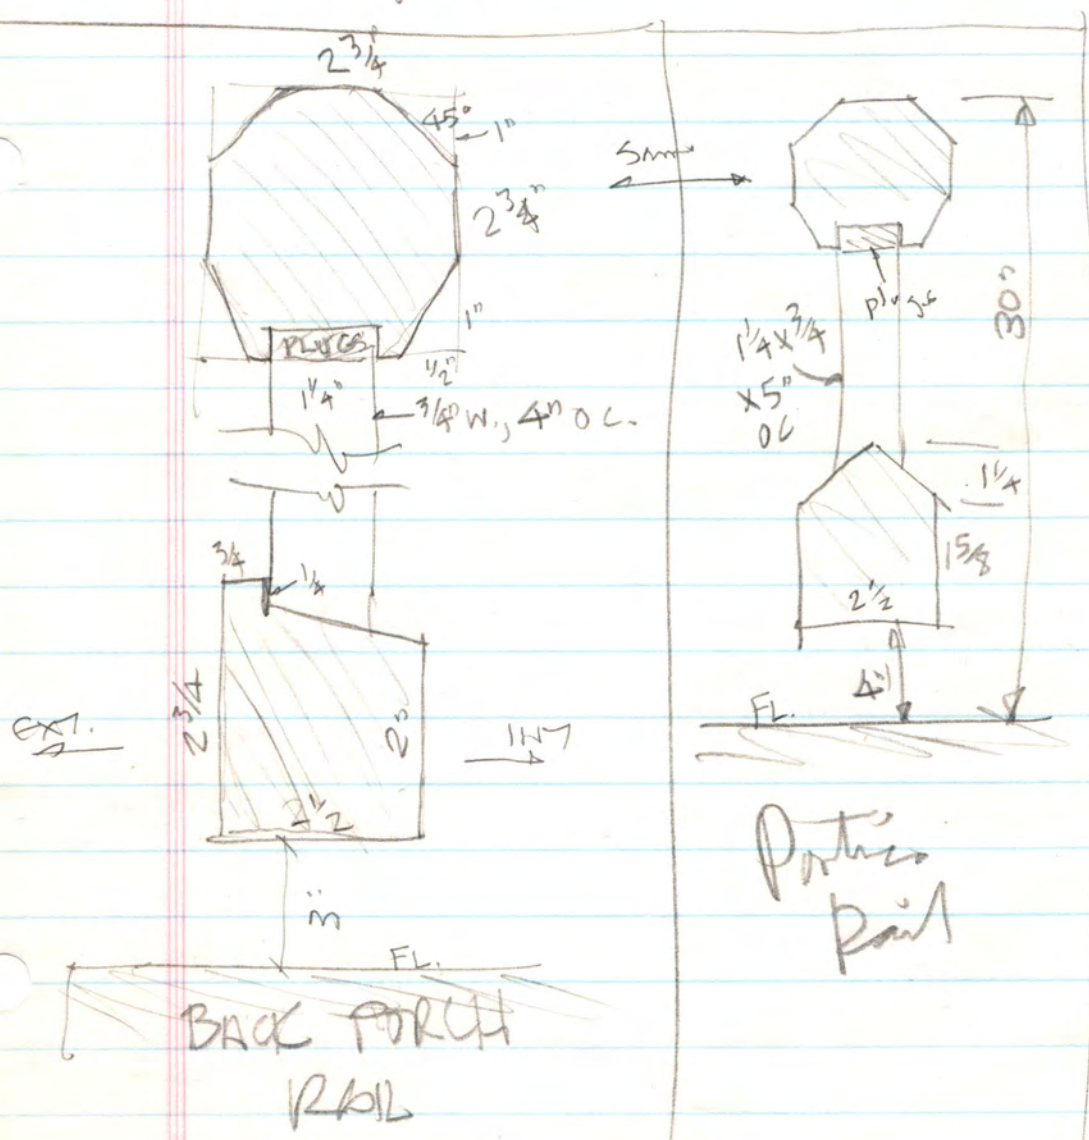 2 3/4"
45°
1"
2 3/4"
1"
PLUGS
1/2"
1 1/4"
3/4" W., 4" O C.
3/4
1/4
2 3/4
2"
EXT.
INT
2 1/2
3"
FL.
BACK PORCH
RAIL
Same
plugs
30"
1 1/4 X 3/4
X 5"
OC
1 1/4
1 5/8
2 1/2
4"
FL.
Portico
Rail